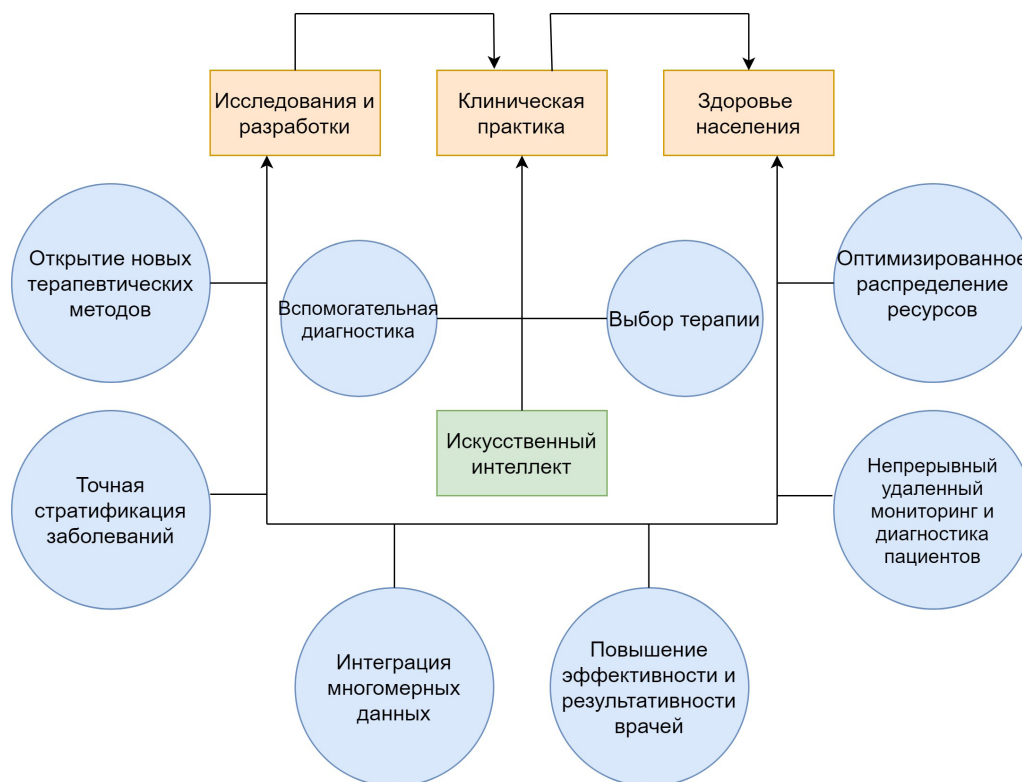 Исследования и
разработки
Клиническая
практика
Здоровье
населения
Открытие новых
терапевтических
методов
Вспомогательная
диагностика
Выбор терапии
Оптимизированное
распределение
ресурсов
Искусственный
интеллект
Точная
стратификация
заболеваний
Непрерывный
удаленный
мониторинг и
диагностика
пациентов
Интеграция
многомерных
данных
Повышение
эффективности и
результативности
врачей